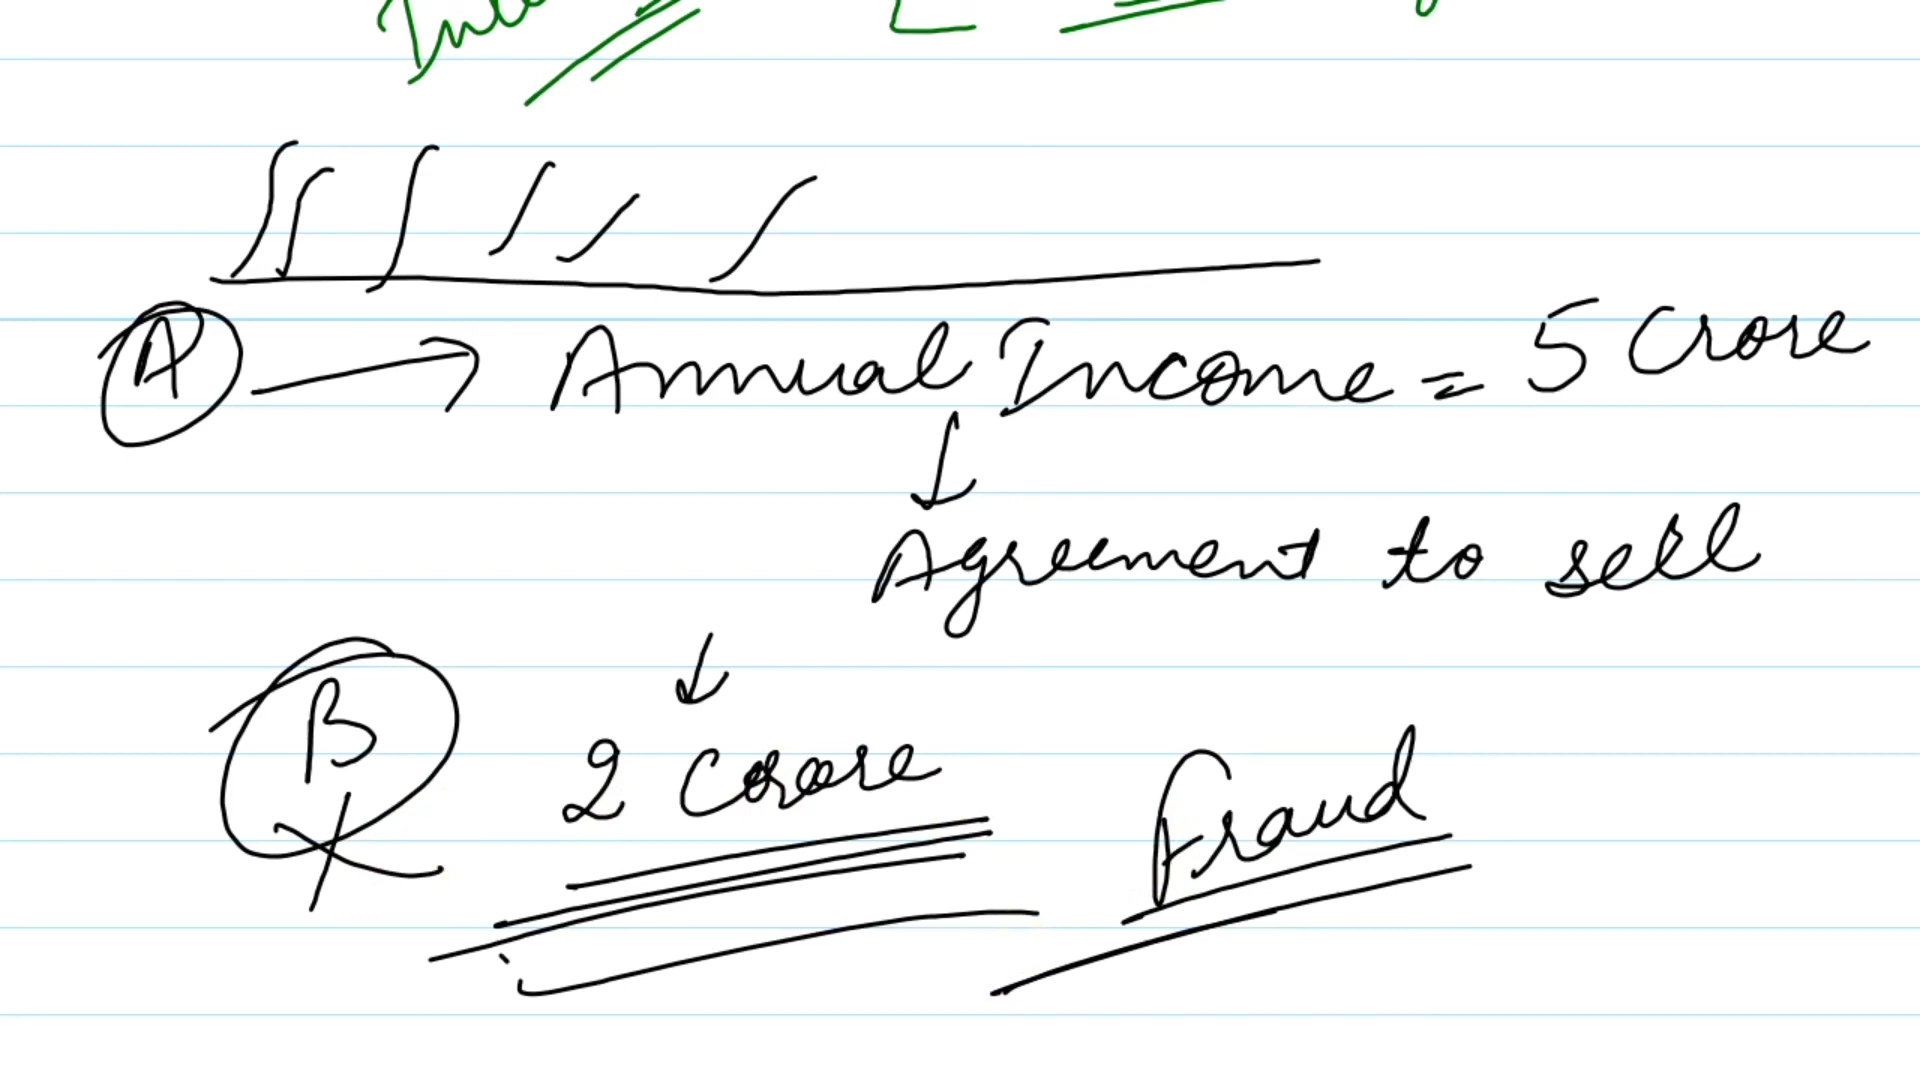 A → Annual Income = 5 Crore
↓
Agreement to sell
↓
B 2 Crore Fraud